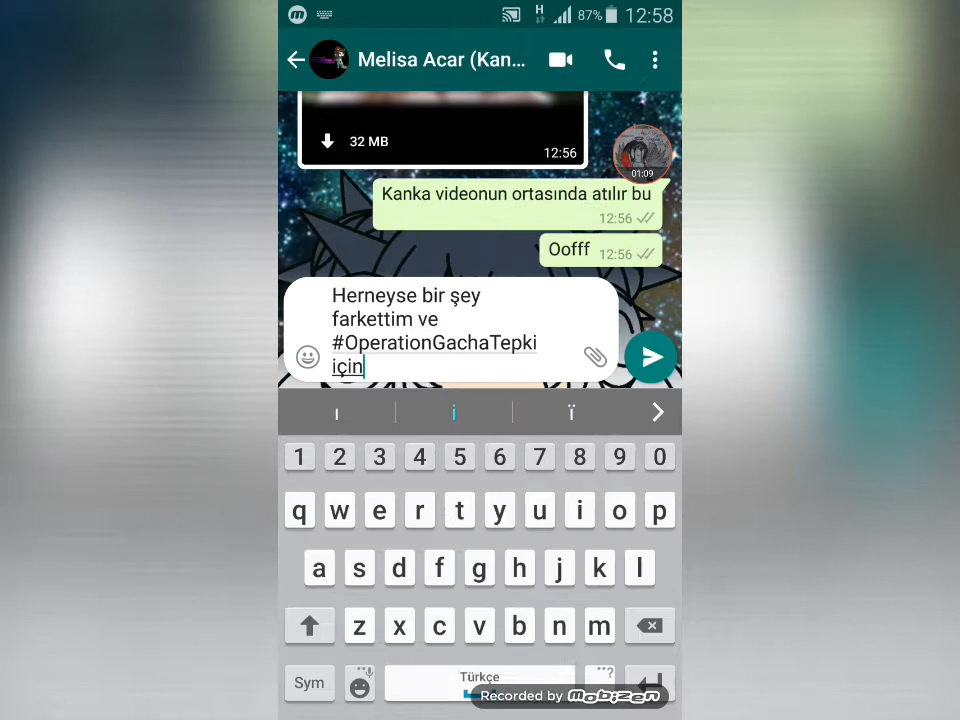 H
87%
12:58
Melisa Acar (Kan...
32 MB
12:56
01:09
Kanka videonun ortasında atılır bu
12:56
Oofff
12:56
Herneyse bir şey
farkettim ve
#OperationGachaTepki
için
ı i ï
1 2 3 4 5 6 7 8 9 0
q w e r t y u i o p
a s d f g h j k l
z x c v b n m
Sym
Türkçe
...?
Recorded by mobizen